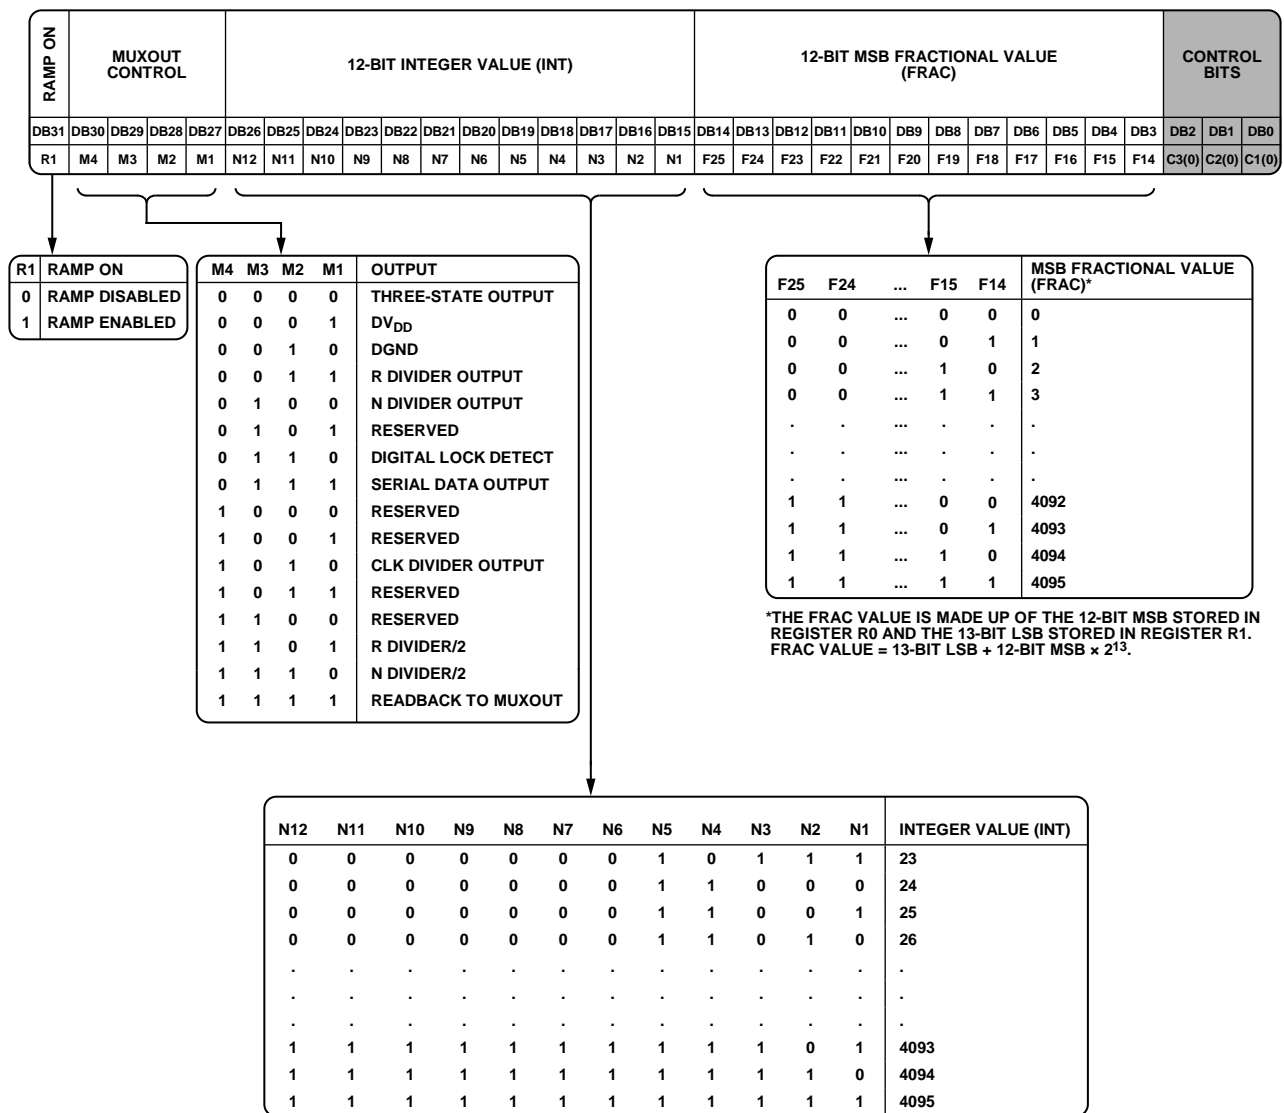 RAMP ON
MUXOUT
CONTROL
12-BIT INTEGER VALUE (INT)
12-BIT MSB FRACTIONAL VALUE
(FRAC)
CONTROL
BITS
DB31 DB30 DB29 DB28 DB27 DB26 DB25 DB24 DB23 DB22 DB21 DB20 DB19 DB18 DB17 DB16 DB15 DB14 DB13 DB12 DB11 DB10 DB9 DB8 DB7 DB6 DB5 DB4 DB3 DB2 DB1 DB0
R1 M4 M3 M2 M1 N12 N11 N10 N9 N8 N7 N6 N5 N4 N3 N2 N1 F25 F24 F23 F22 F21 F20 F19 F18 F17 F16 F15 F14 C3(0) C2(0) C1(0)
R1 RAMP ON
0 RAMP DISABLED
1 RAMP ENABLED
M4 M3 M2 M1 OUTPUT
0 0 0 0 THREE-STATE OUTPUT
0 0 0 1 DVDD
0 0 1 0 DGND
0 0 1 1 R DIVIDER OUTPUT
0 1 0 0 N DIVIDER OUTPUT
0 1 0 1 RESERVED
0 1 1 0 DIGITAL LOCK DETECT
0 1 1 1 SERIAL DATA OUTPUT
1 0 0 0 RESERVED
1 0 0 1 RESERVED
1 0 1 0 CLK DIVIDER OUTPUT
1 0 1 1 RESERVED
1 1 0 0 RESERVED
1 1 0 1 R DIVIDER/2
1 1 1 0 N DIVIDER/2
1 1 1 1 READBACK TO MUXOUT
F25 F24 ... F15 F14 MSB FRACTIONAL VALUE
(FRAC)*
0 0 ... 0 0 0
0 0 ... 0 1 1
0 0 ... 1 0 2
0 0 ... 1 1 3
. . ... . . .
. . ... . . .
. . ... . . .
1 1 ... 0 0 4092
1 1 ... 0 1 4093
1 1 ... 1 0 4094
1 1 ... 1 1 4095
*THE FRAC VALUE IS MADE UP OF THE 12-BIT MSB STORED IN
REGISTER R0 AND THE 13-BIT LSB STORED IN REGISTER R1.
FRAC VALUE = 13-BIT LSB + 12-BIT MSB × 2¹³.
N12 N11 N10 N9 N8 N7 N6 N5 N4 N3 N2 N1 INTEGER VALUE (INT)
0 0 0 0 0 0 0 1 0 1 1 1 23
0 0 0 0 0 0 0 1 1 0 0 0 24
0 0 0 0 0 0 0 1 1 0 0 1 25
0 0 0 0 0 0 0 1 1 0 1 0 26
. . . . . . . . . . . . .
. . . . . . . . . . . . .
. . . . . . . . . . . . .
1 1 1 1 1 1 1 1 1 1 0 1 4093
1 1 1 1 1 1 1 1 1 1 1 0 4094
1 1 1 1 1 1 1 1 1 1 1 1 4095